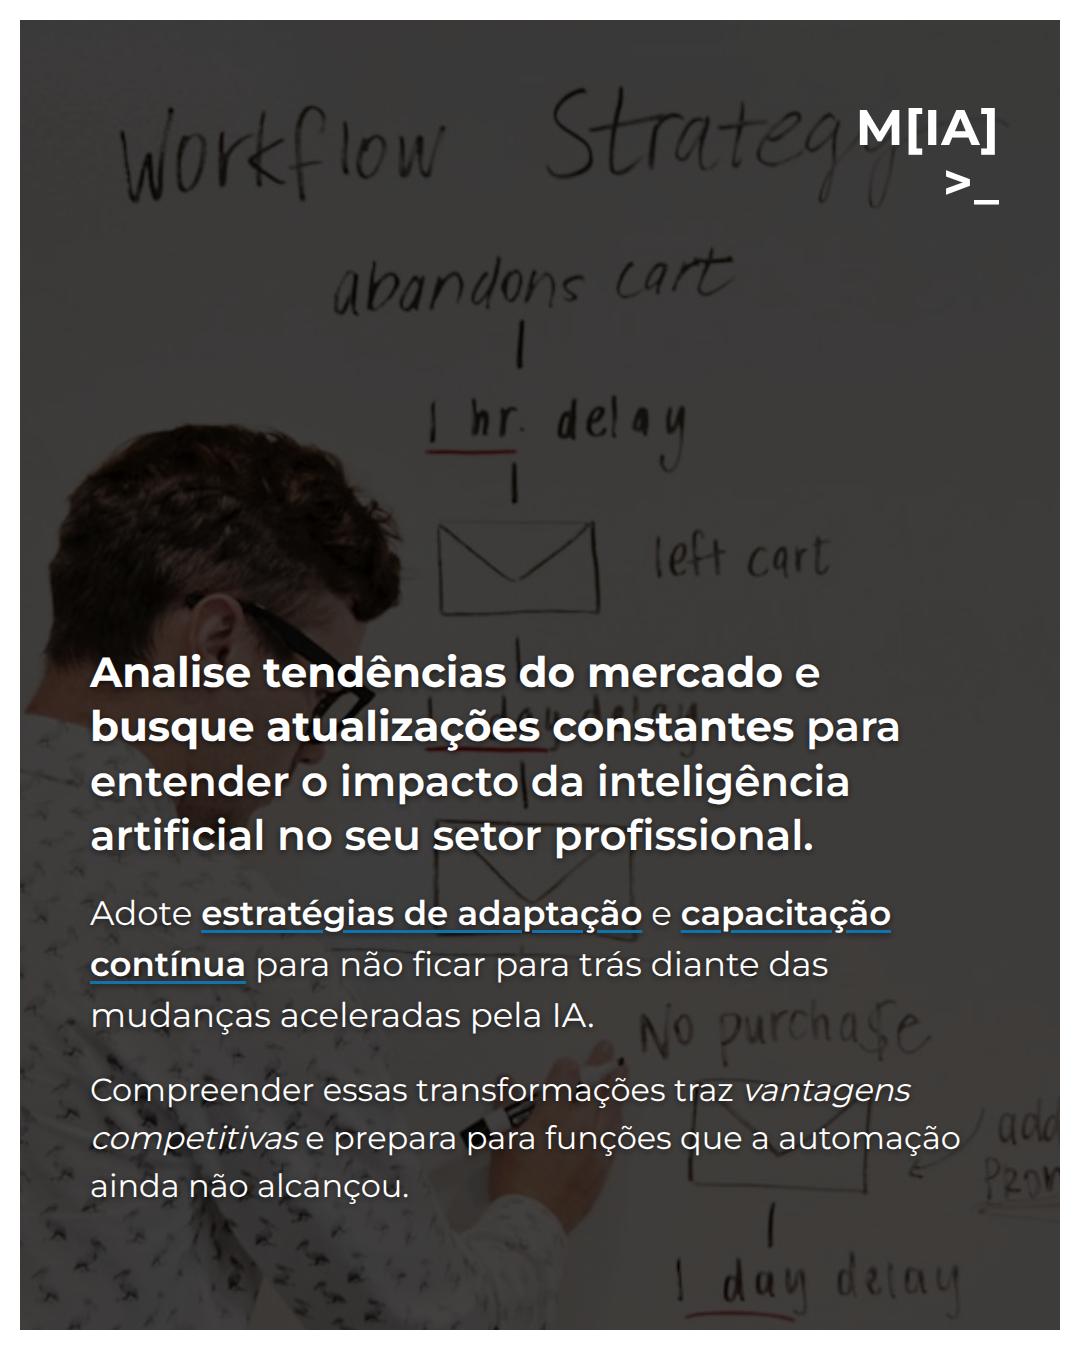 Workflow Strategy
M[IA]
>_
abandons cart
1 hr. delay
left cart
1 day delay
Analise tendências do mercado e
busque atualizações constantes para
entender o impacto da inteligência
artificial no seu setor profissional.
Adote estratégias de adaptação e capacitação
contínua para não ficar para trás diante das
mudanças aceleradas pela IA.
No purchase
Compreender essas transformações traz vantagens
competitivas e prepara para funções que a automação
ainda não alcançou.
1 day delay